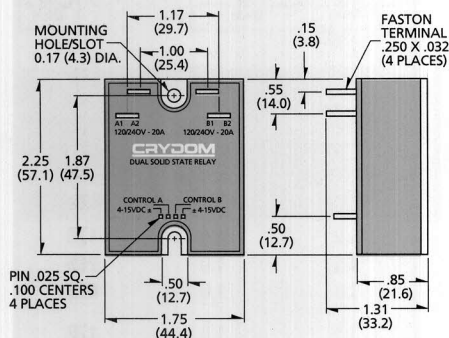 1.17
(29.7)
MOUNTING
HOLE/SLOT
0.17 (4.3) DIA.
1.00
(25.4)
.15
(3.8)
FASTON
TERMINAL
.250 X .032
(4 PLACES)
.55
(14.0)
A1 A2
B1 B2
120/240V - 20A
120/240V - 20A
CRYDOM
DUAL SOLID STATE RELAY
2.25
(57.1)
1.87
(47.5)
CONTROL A
CONTROL B
4-15VDC ±
± 4-15VDC
.50
(12.7)
PIN .025 SQ.
.100 CENTERS
4 PLACES
.50
(12.7)
.85
(21.6)
1.75
(44.4)
1.31
(33.2)